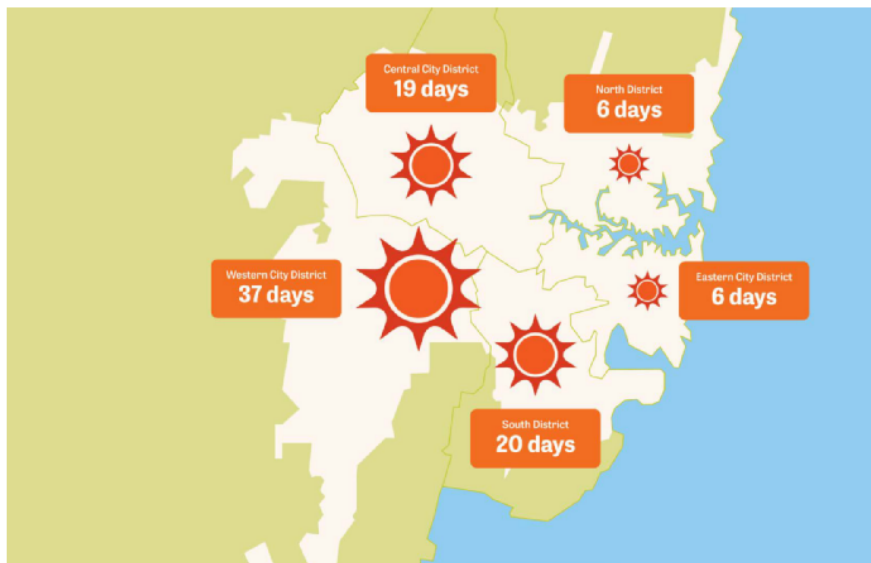 Central City District
19 days
North District
6 days
Western City District
37 days
Eastern City District
6 days
South District
20 days